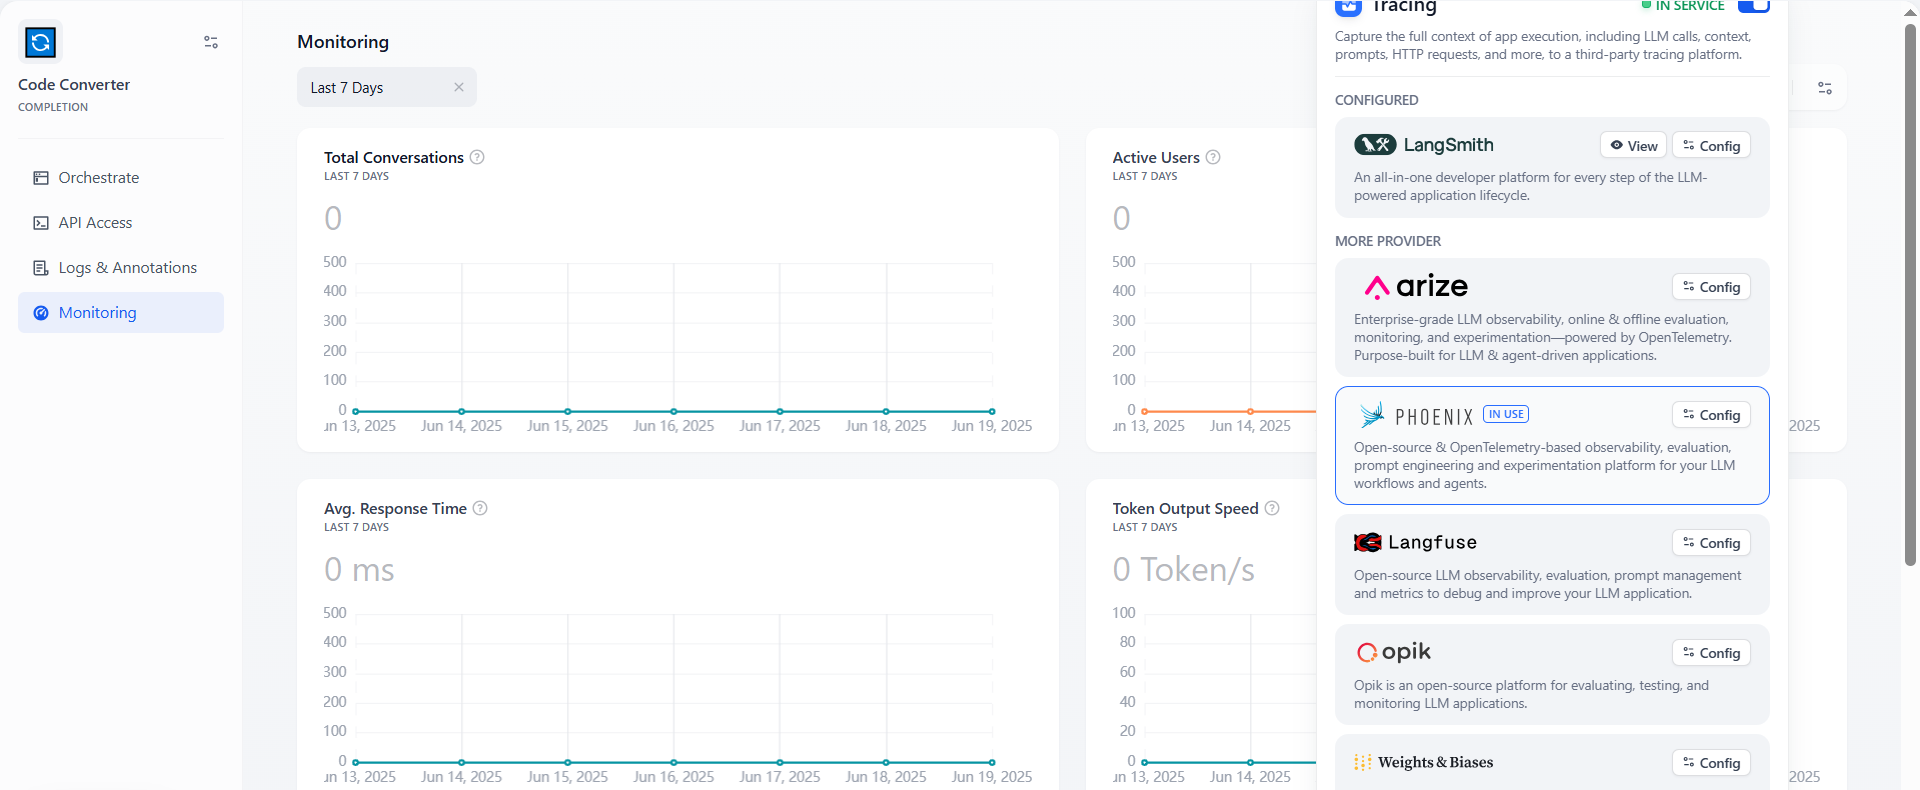 Code Converter
COMPLETION
Orchestrate
API Access
Logs & Annotations
Monitoring
Monitoring
Last 7 Days
Total Conversations
LAST 7 DAYS
0
500
400
300
200
100
0
un 13, 2025 Jun 14, 2025 Jun 15, 2025 Jun 16, 2025 Jun 17, 2025 Jun 18, 2025 Jun 19, 2025
Active Users
LAST 7 DAYS
0
500
400
300
200
100
0
un 13, 2025 Jun 14, 2025
2025
Avg. Response Time
LAST 7 DAYS
0 ms
500
400
300
200
100
0
un 13, 2025 Jun 14, 2025 Jun 15, 2025 Jun 16, 2025 Jun 17, 2025 Jun 18, 2025 Jun 19, 2025
Token Output Speed
LAST 7 DAYS
0 Token/s
100
80
60
40
20
0
un 13, 2025 Jun 14, 2025
2025
Tracing
IN SERVICE
Capture the full context of app execution, including LLM calls, context,
prompts, HTTP requests, and more, to a third-party tracing platform.
CONFIGURED
LangSmith
View
Config
An all-in-one developer platform for every step of the LLM-
powered application lifecycle.
MORE PROVIDER
arize
Config
Enterprise-grade LLM observability, online & offline evaluation,
monitoring, and experimentation—powered by OpenTelemetry.
Purpose-built for LLM & agent-driven applications.
PHOENIX
IN USE
Config
Open-source & OpenTelemetry-based observability, evaluation,
prompt engineering and experimentation platform for your LLM
workflows and agents.
Langfuse
Config
Open-source LLM observability, evaluation, prompt management
and metrics to debug and improve your LLM application.
opik
Config
Opik is an open-source platform for evaluating, testing, and
monitoring LLM applications.
Weights & Biases
Config